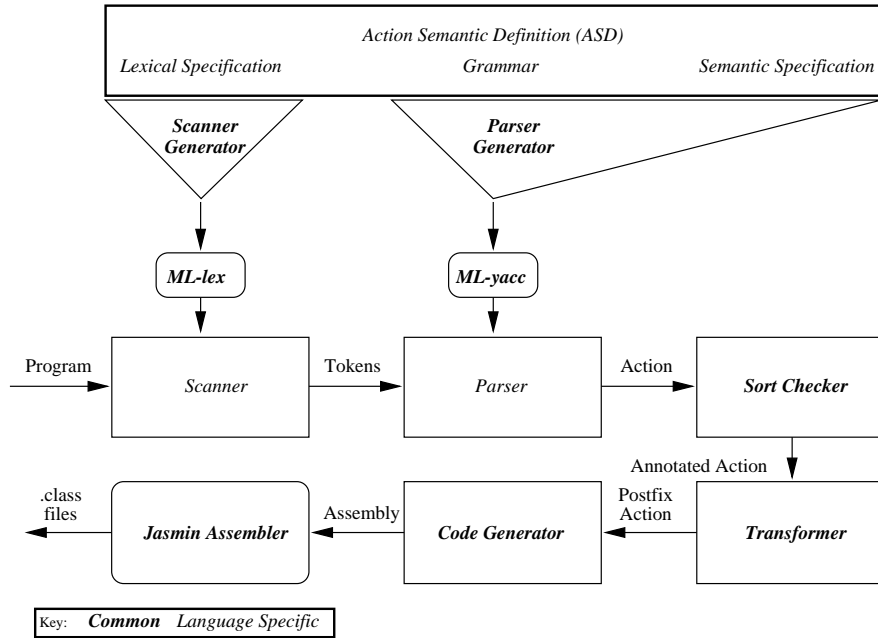 Action Semantic Definition (ASD)
Lexical Specification
Grammar
Semantic Specification
Scanner
Generator
Parser
Generator
ML-lex
ML-yacc
Program
Scanner
Tokens
Parser
Action
Sort Checker
Annotated Action
.class
files
Jasmin Assembler
Assembly
Code Generator
Postfix
Action
Transformer
Key: Common Language Specific